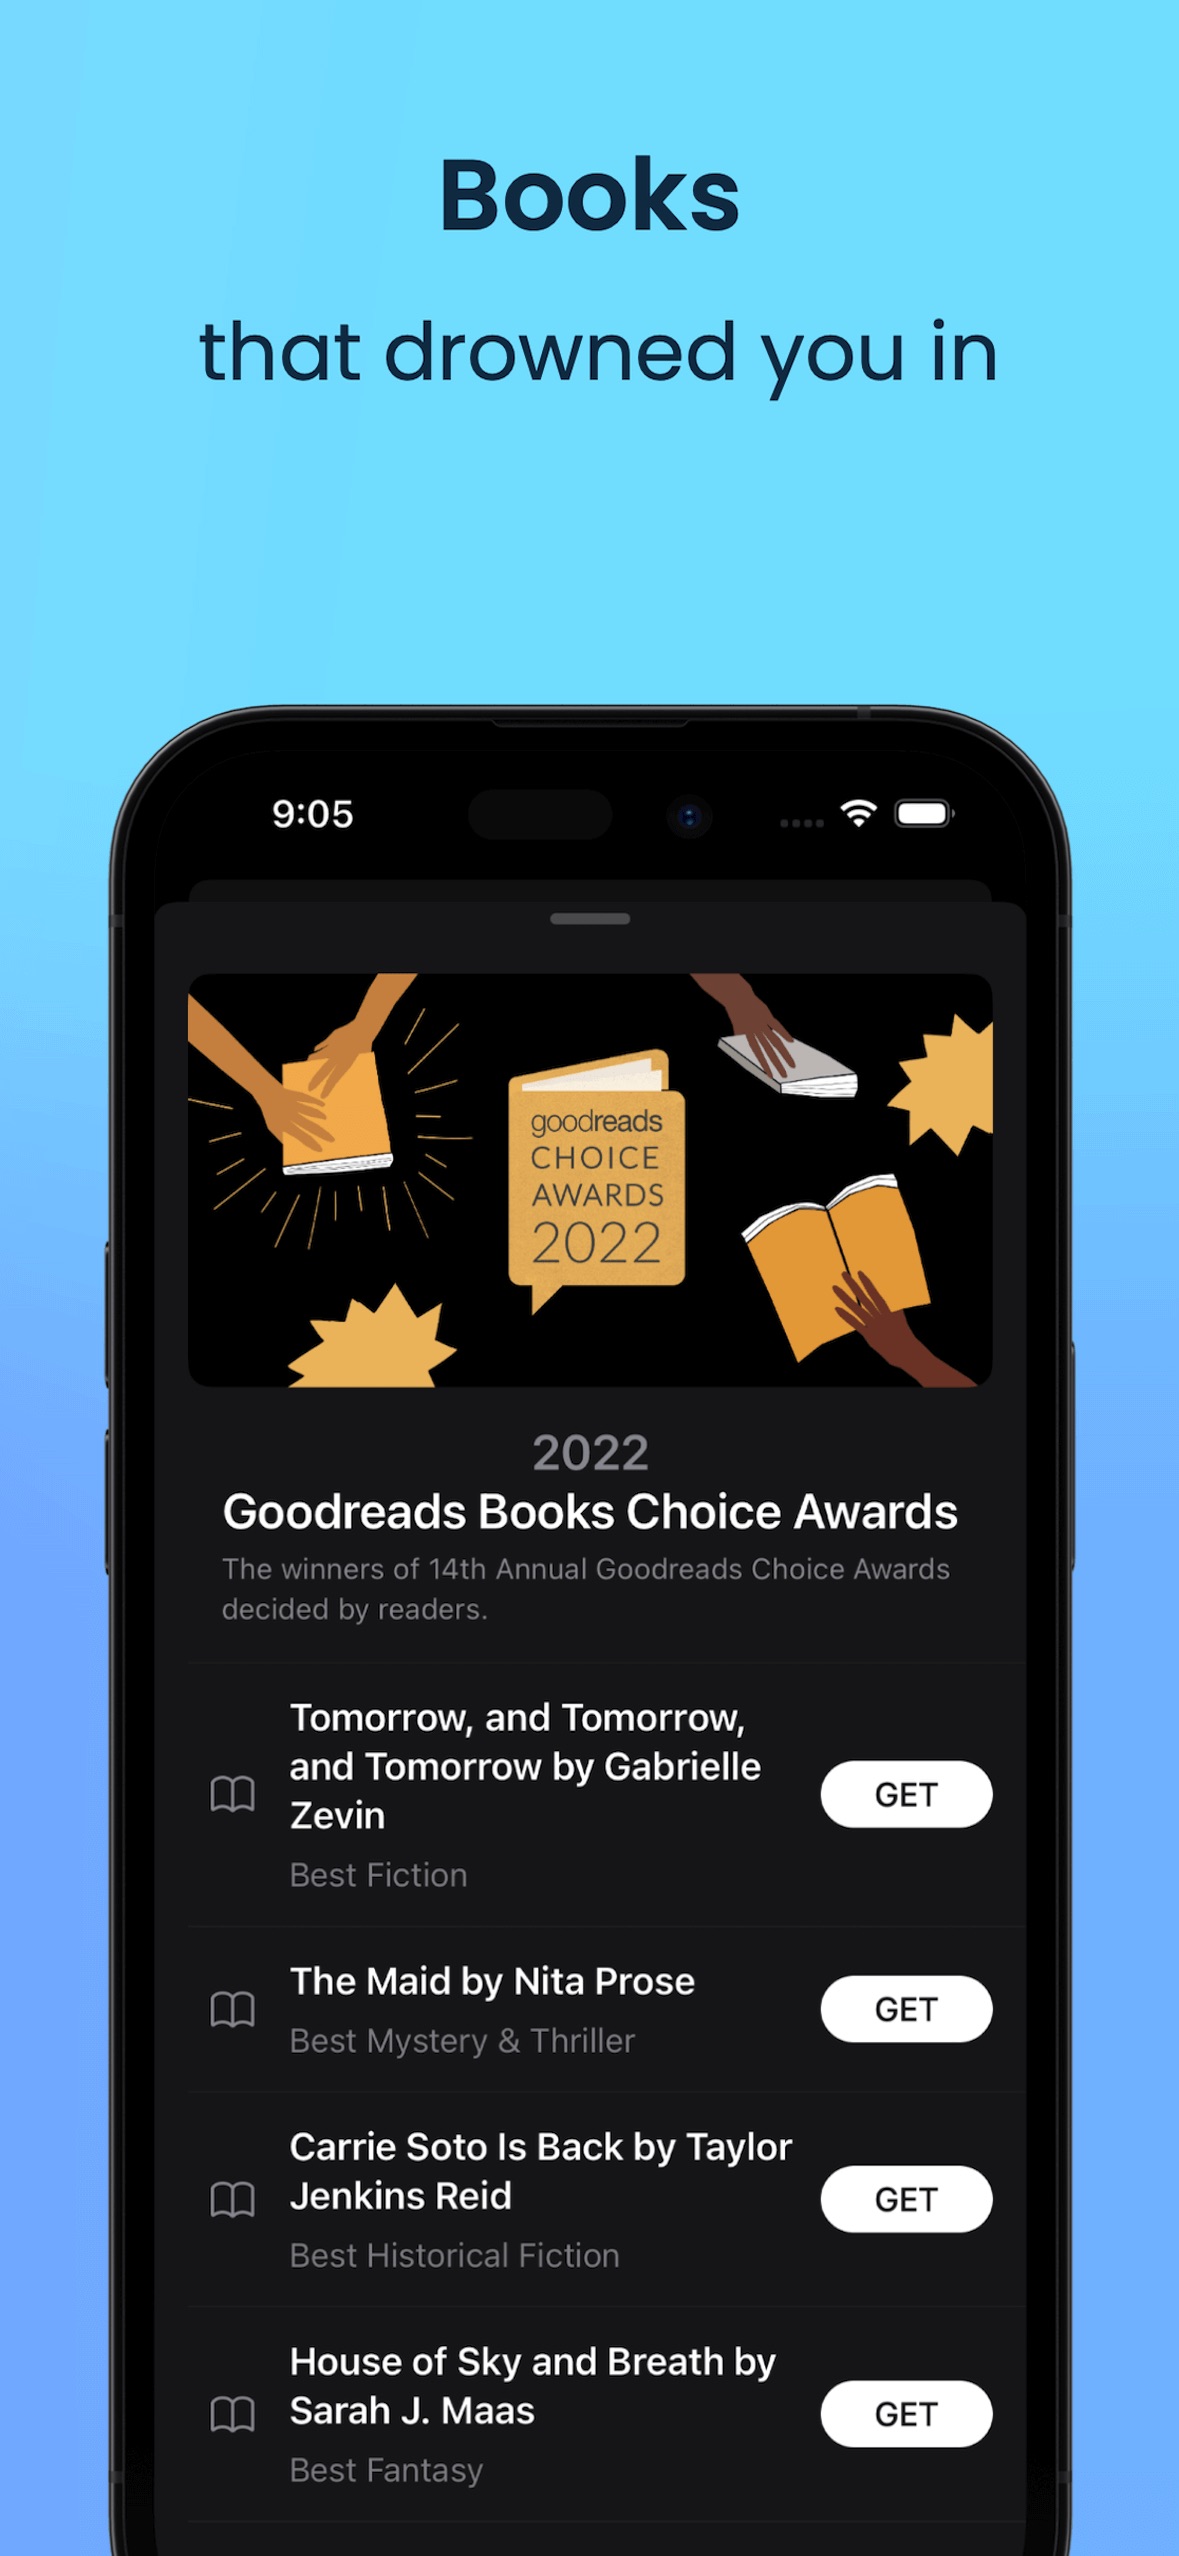 Books
that drowned you in
9:05
goodreads
CHOICE
AWARDS
2022
2022
Goodreads Books Choice Awards
The winners of 14th Annual Goodreads Choice Awards
decided by readers.
Tomorrow, and Tomorrow,
and Tomorrow by Gabrielle
Zevin
GET
Best Fiction
The Maid by Nita Prose
GET
Best Mystery & Thriller
Carrie Soto Is Back by Taylor
Jenkins Reid
GET
Best Historical Fiction
House of Sky and Breath by
Sarah J. Maas
GET
Best Fantasy